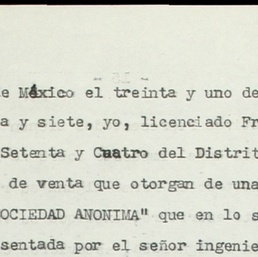 - 15 -
e México el treinta y uno de
a y siete, yo, licenciado Fr
Setenta y Cuatro del Distrit
de venta que otorgan de una
OCIEDAD ANONIMA" que en lo s
sentada por el señor ingenie